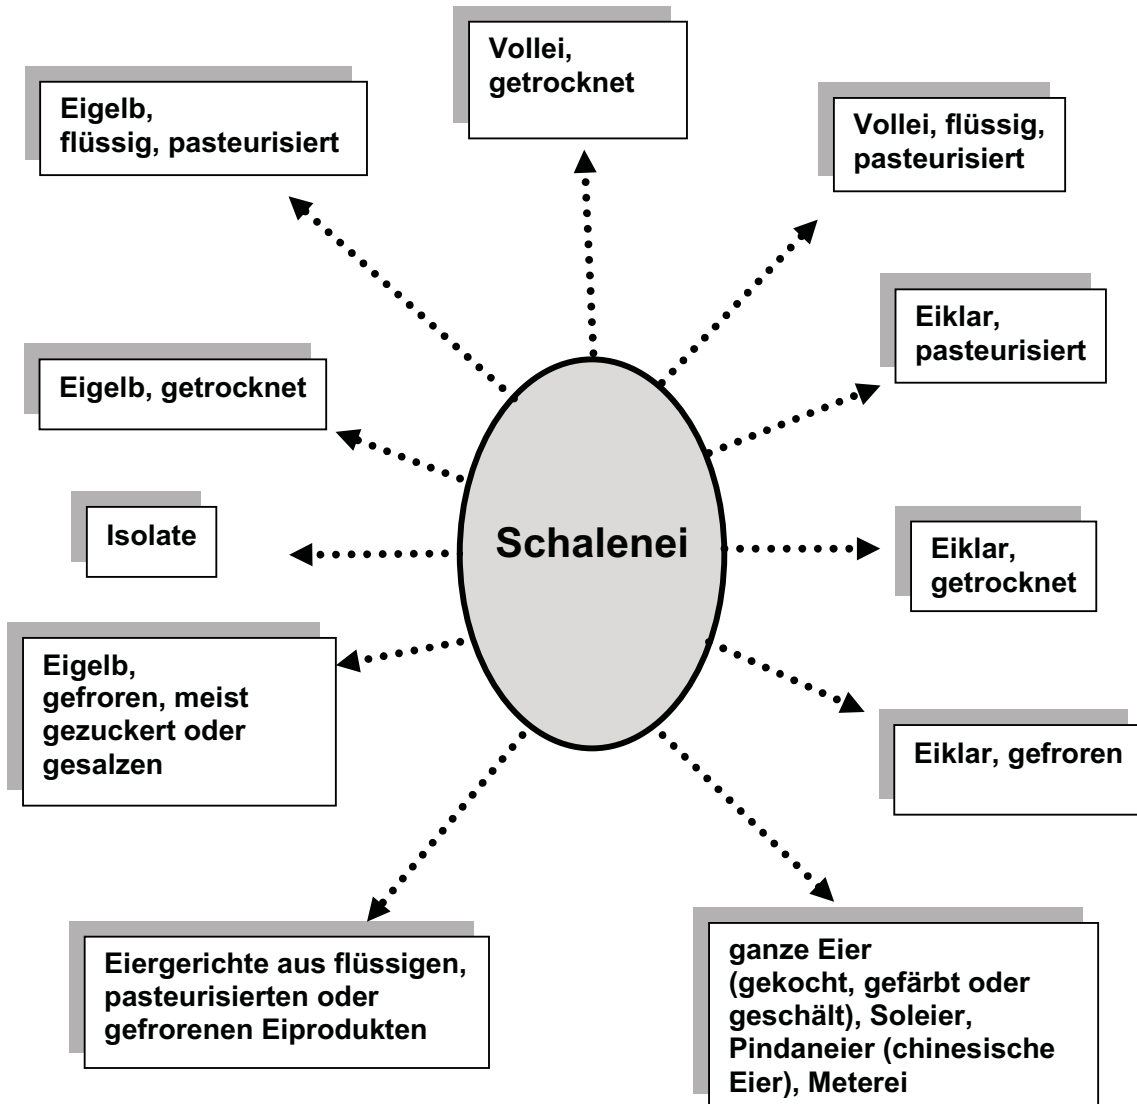 Vollei,
getrocknet
Eigelb,
flüssig, pasteurisiert
Vollei, flüssig,
pasteurisiert
Eiklar,
pasteurisiert
Eigelb, getrocknet
Isolate
Schalenei
Eiklar,
getrocknet
Eigelb,
gefroren, meist
gezuckert oder
gesalzen
Eiklar, gefroren
Eiergerichte aus flüssigen,
pasteurisierten oder
gefrorenen Eiprodukten
ganze Eier
(gekocht, gefärbt oder
geschält), Soleier,
Pindaneier (chinesische
Eier), Meterei